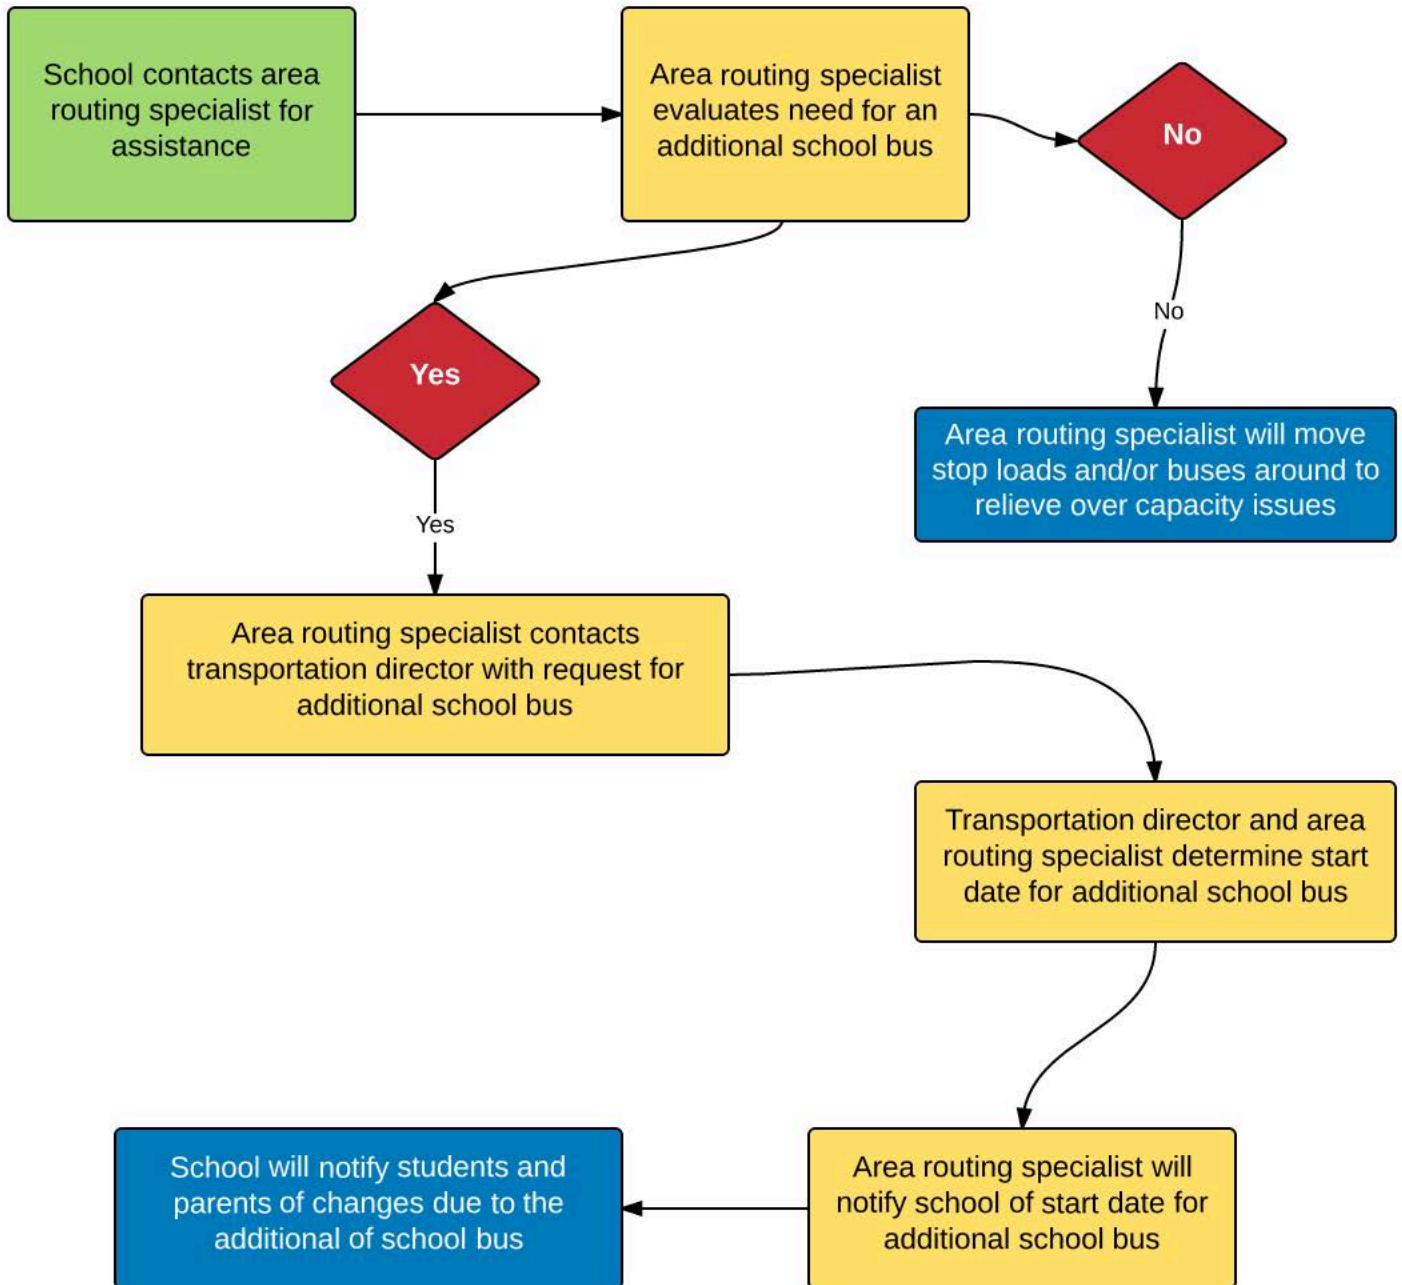 School contacts area
routing specialist for
assistance
Area routing specialist
evaluates need for an
additional school bus
No
No
Area routing specialist will move
stop loads and/or buses around to
relieve over capacity issues
Yes
Yes
Area routing specialist contacts
transportation director with request for
additional school bus
Transportation director and area
routing specialist determine start
date for additional school bus
Area routing specialist will
notify school of start date for
additional school bus
School will notify students and
parents of changes due to the
additional of school bus